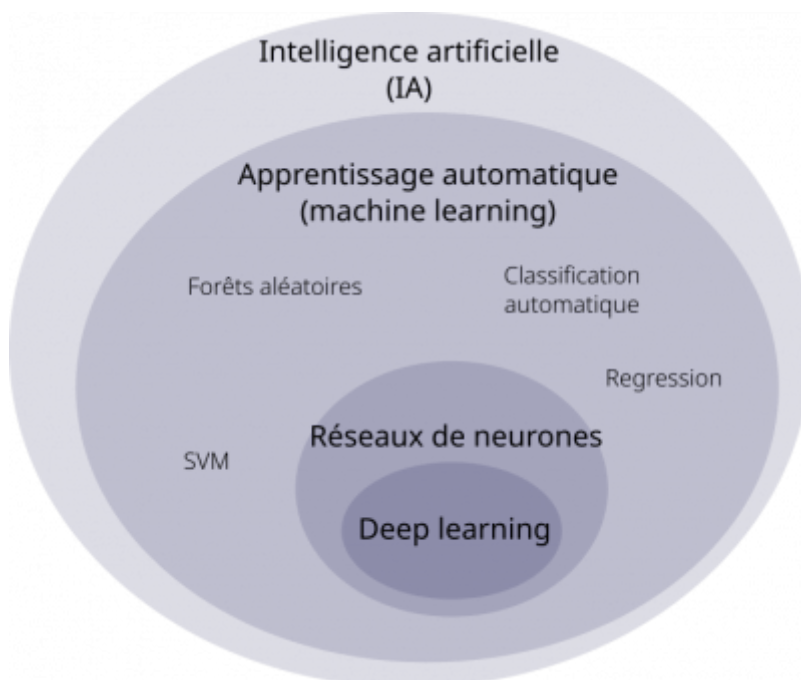 Intelligence artificielle
(IA)
Apprentissage automatique
(machine learning)
Forêts aléatoires
Classification
automatique
Regression
Réseaux de neurones
SVM
Deep learning